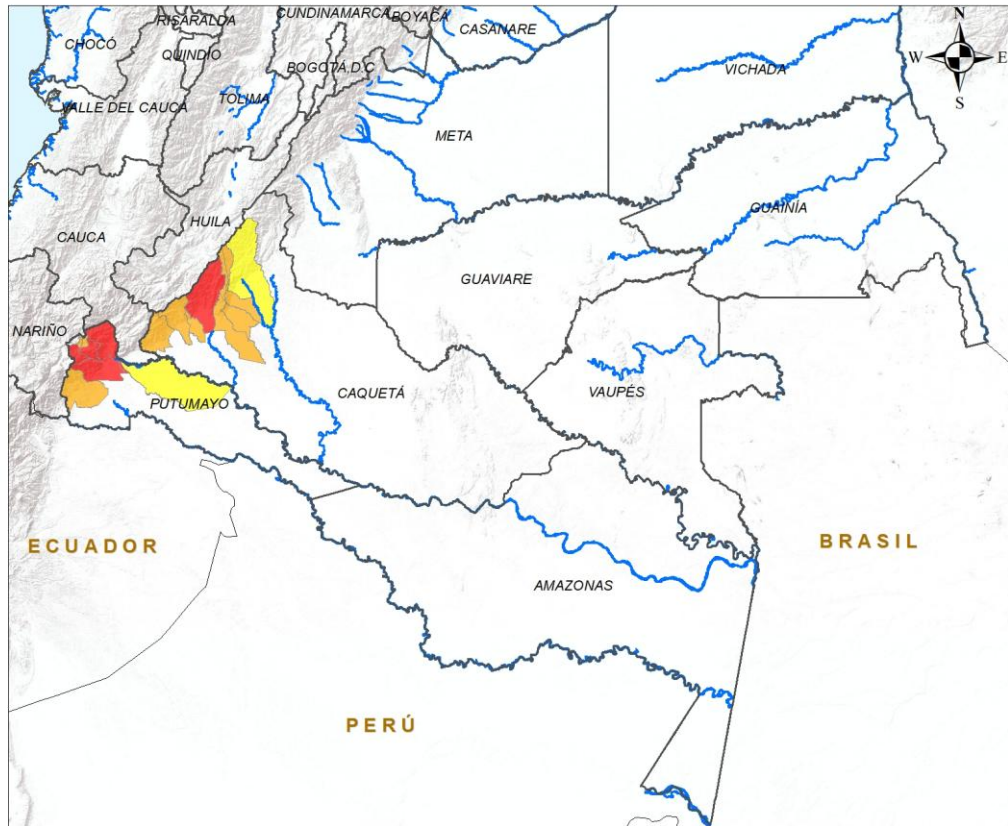 CUNDINAMARCA
BOYACÁ
RISARALDA
CASANARE
N
CHOCÓ
QUINDÍO
BOGOTÁ D.C
VICHADA
W
E
S
VALLE DEL CAUCA
TOLIMA
META
HUILA
GUAINÍA
CAUCA
GUAVIARE
NARIÑO
CAQUETÁ
VAUPÉS
PUTUMAYO
ECUADOR
BRASIL
AMAZONAS
PERÚ